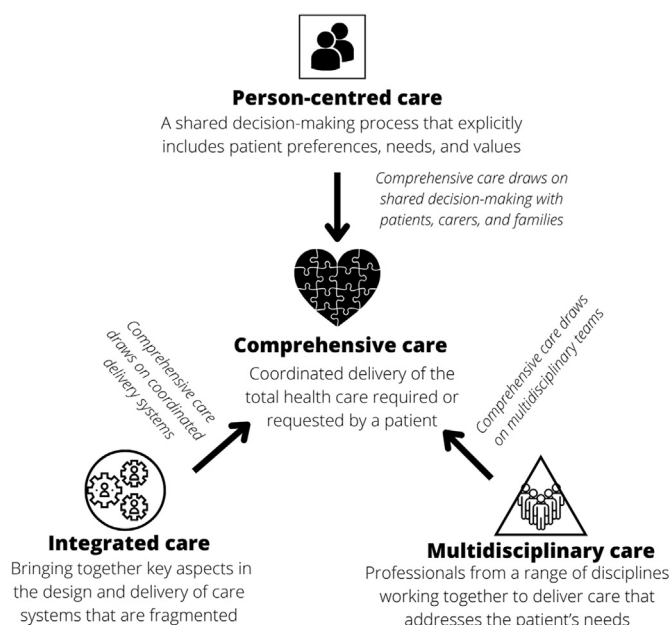 Person-centred care
A shared decision-making process that explicitly
includes patient preferences, needs, and values
Comprehensive care draws on
shared decision-making with
patients, carers, and families
Comprehensive care
Coordinated delivery of the
total health care required or
requested by a patient
Comprehensive care
draws on coordinated
delivery systems
Comprehensive care draws
on multidisciplinary teams
Integrated care
Bringing together key aspects in
the design and delivery of care
systems that are fragmented
Multidisciplinary care
Professionals from a range of disciplines
working together to deliver care that
addresses the patient's needs